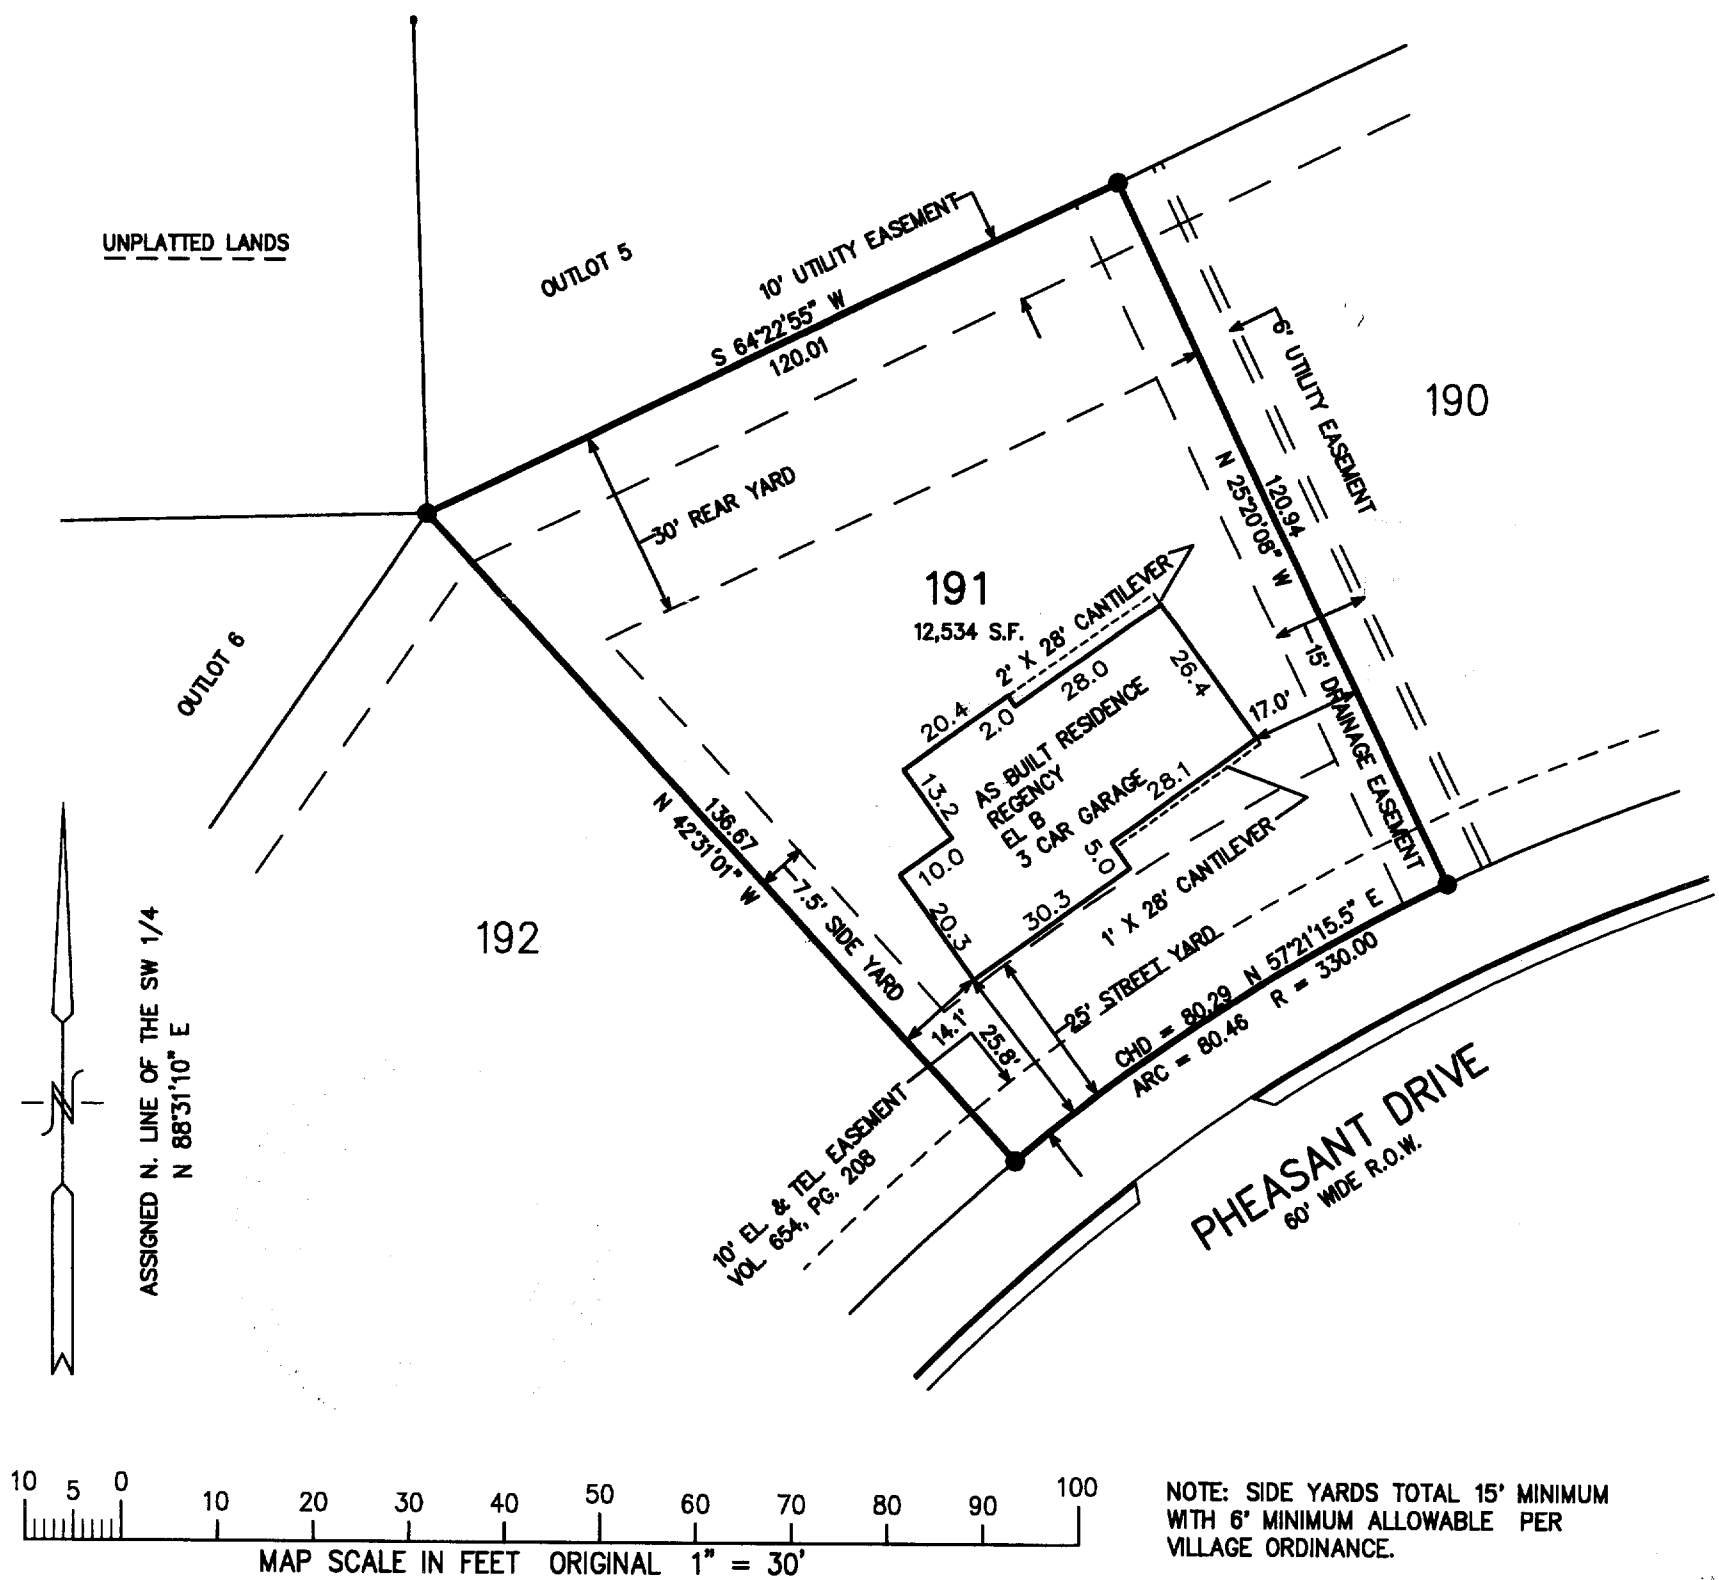 UNPLATTED LANDS
OUTLOT 5
10' UTILITY EASEMENT
S 64°22'55" W
120.01
6' UTILITY EASEMENT
190
30' REAR YARD
N 25°20'08" W
120.94
191
12,534 S.F.
2' X 28' CANTILEVER
OUTLOT 6
20.4
2.0
28.0
26.4
17.0'
15' DRAINAGE EASEMENT
13.2
AS BUILT RESIDENCE
REGENCY
EL B
3 CAR GARAGE
28.1
5.0
10.0
20.3
30.3
1' X 28' CANTILEVER
136.67
N 42°31'01" W
7.5' SIDE YARD
192
14.1'
25.8'
25' STREET YARD
CHD = 80.29 N 57°21'15.5" E
ARC = 80.46 R = 330.00
10' EL. & TEL. EASEMENT
VOL. 654, PG. 208
PHEASANT DRIVE
60' WIDE R.O.W.
ASSIGNED N. LINE OF THE SW 1/4
N 88°31'10" E
N
10 5 0 10 20 30 40 50 60 70 80 90 100
MAP SCALE IN FEET ORIGINAL 1" = 30'
NOTE: SIDE YARDS TOTAL 15' MINIMUM
WITH 6' MINIMUM ALLOWABLE PER
VILLAGE ORDINANCE.